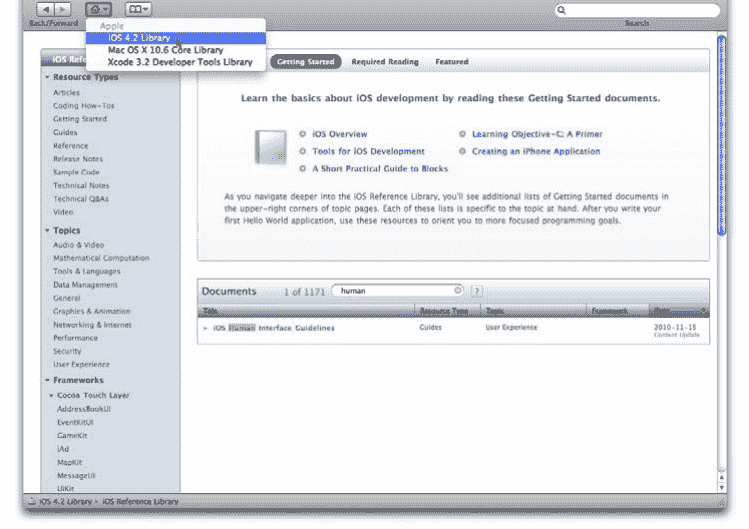 Back/Forward
Search
Apple
iOS 4.2 Library
Mac OS X 10.6 Core Library
Xcode 3.2 Developer Tools Library
iOS Refe
Getting Started
Required Reading
Featured
Resource Types
Articles
Coding How-Tos
Getting Started
Guides
Reference
Release Notes
Sample Code
Technical Notes
Technical Q&As
Video
Topics
Audio & Video
Mathematical Computation
Tools & Languages
Data Management
General
Graphics & Animation
Networking & Internet
Performance
Security
User Experience
Frameworks
Cocoa Touch Layer
AddressBookUI
EventKitUI
GameKit
iAd
MapKit
MessageUI
UIKit
Learn the basics about iOS development by reading these Getting Started documents.
iOS Overview
Learning Objective-C: A Primer
Tools for iOS Development
Creating an iPhone Application
A Short Practical Guide to Blocks
As you navigate deeper into the iOS Reference Library, you'll see additional lists of Getting Started documents in
the upper-right corners of topic pages. Each of these lists is specific to the topic at hand. After you write your
first Hello World application, use these resources to orient you to more focused programming goals.
Documents 1 of 1171 human ?
Title Resource Type Topic Framework Date
iOS Human Interface Guidelines Guides User Experience 2010-11-15
Content Update
iOS 4.2 Library ▸ iOS Reference Library